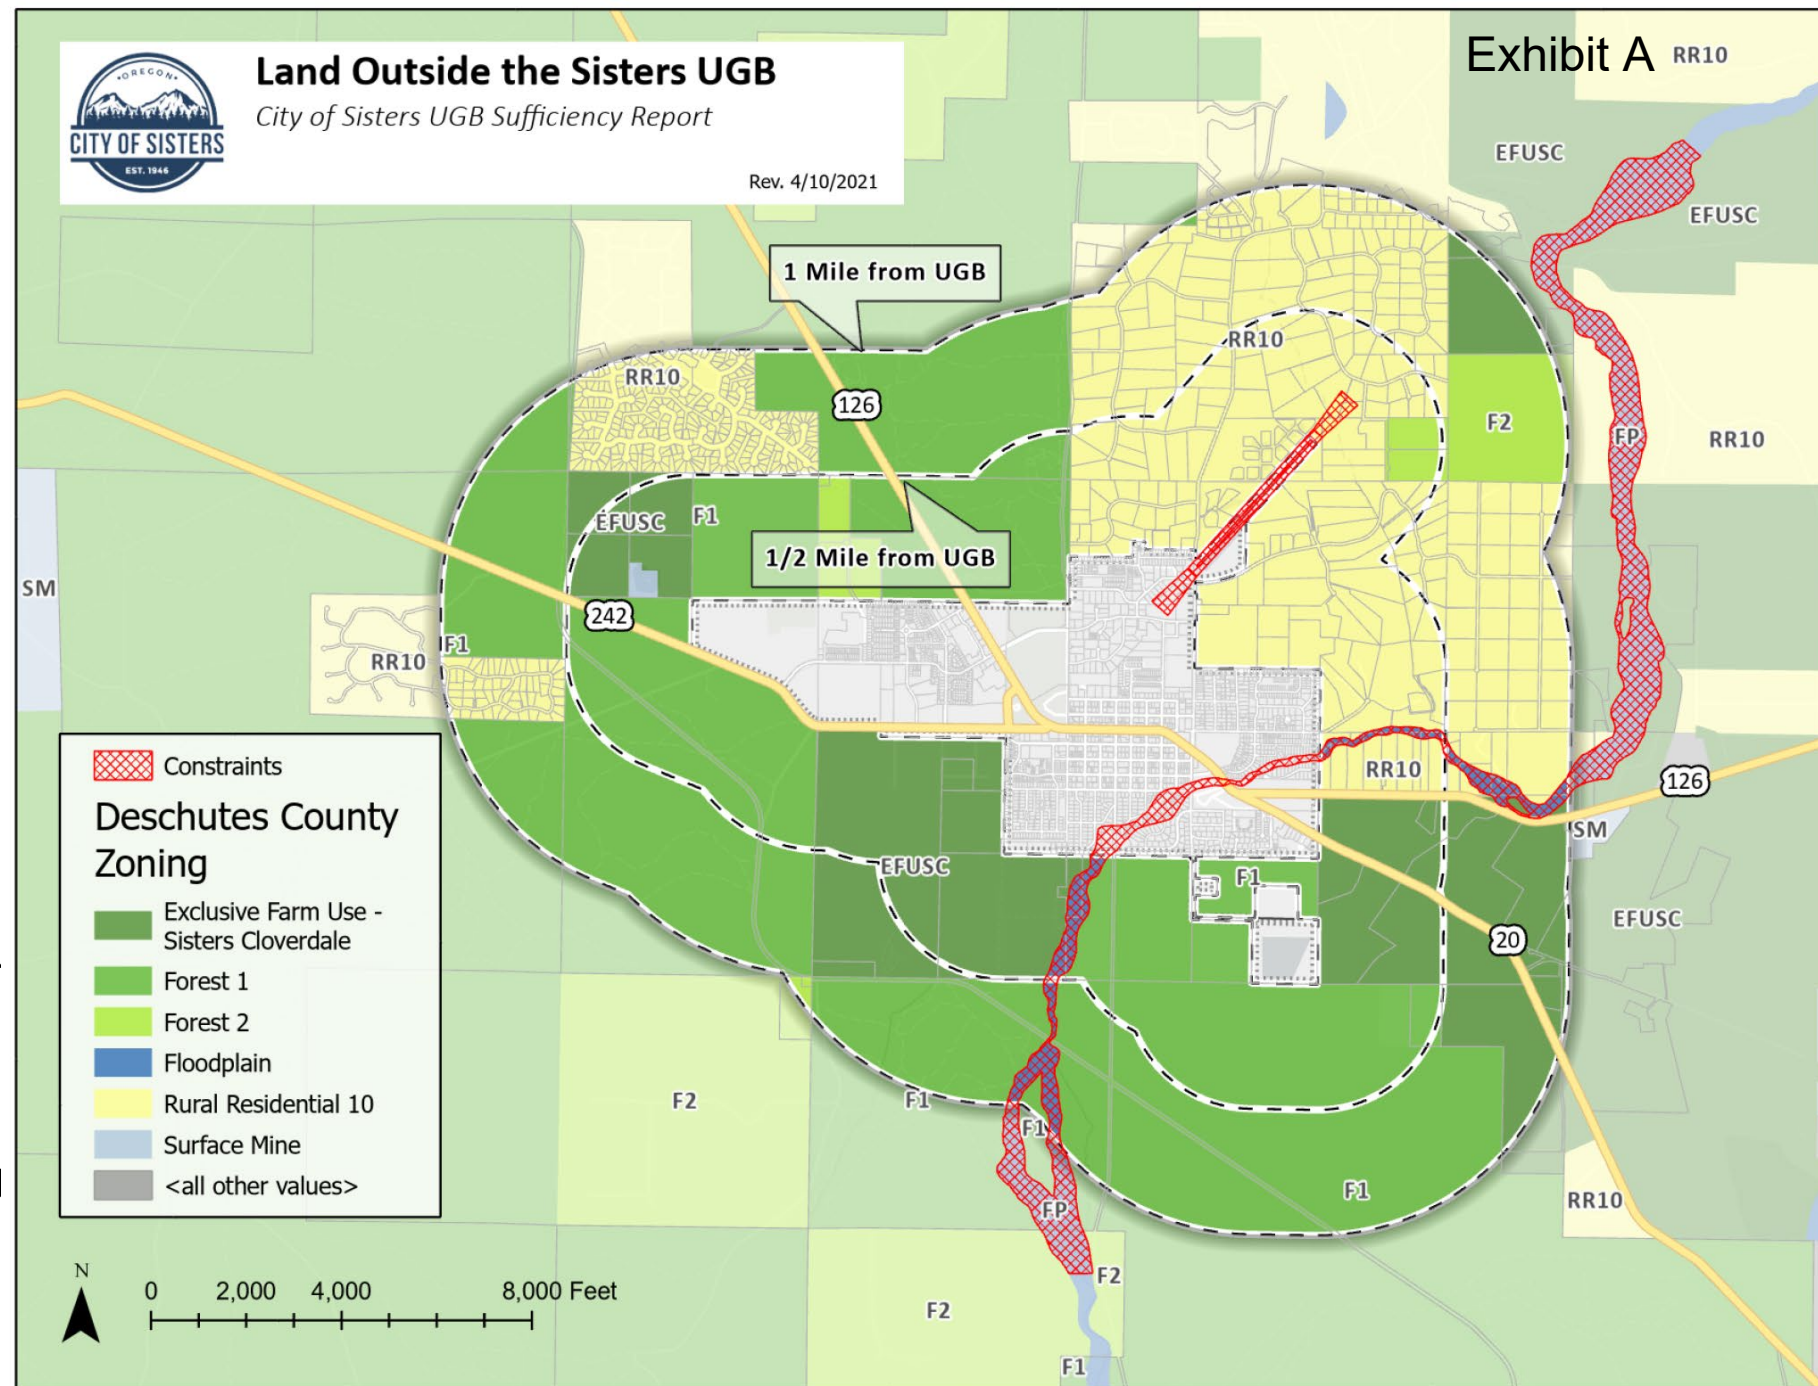 Exhibit A
OREGON
CITY OF SISTERS
EST. 1946
Land Outside the Sisters UGB
City of Sisters UGB Sufficiency Report
Rev. 4/10/2021
RR10
EFUSC
EFUSC
1 Mile from UGB
RR10
RR10
126
F2
FP
RR10
EFUSC
F1
1/2 Mile from UGB
SM
242
F1
RR10
RR10
126
SM
EFUSC
F1
EFUSC
20
F2
F1
F1
F1
FP
RR10
F2
F2
F1
Constraints
Deschutes County
Zoning
Exclusive Farm Use -
Sisters Cloverdale
Forest 1
Forest 2
Floodplain
Rural Residential 10
Surface Mine
<all other values>
N
0 2,000 4,000 8,000 Feet